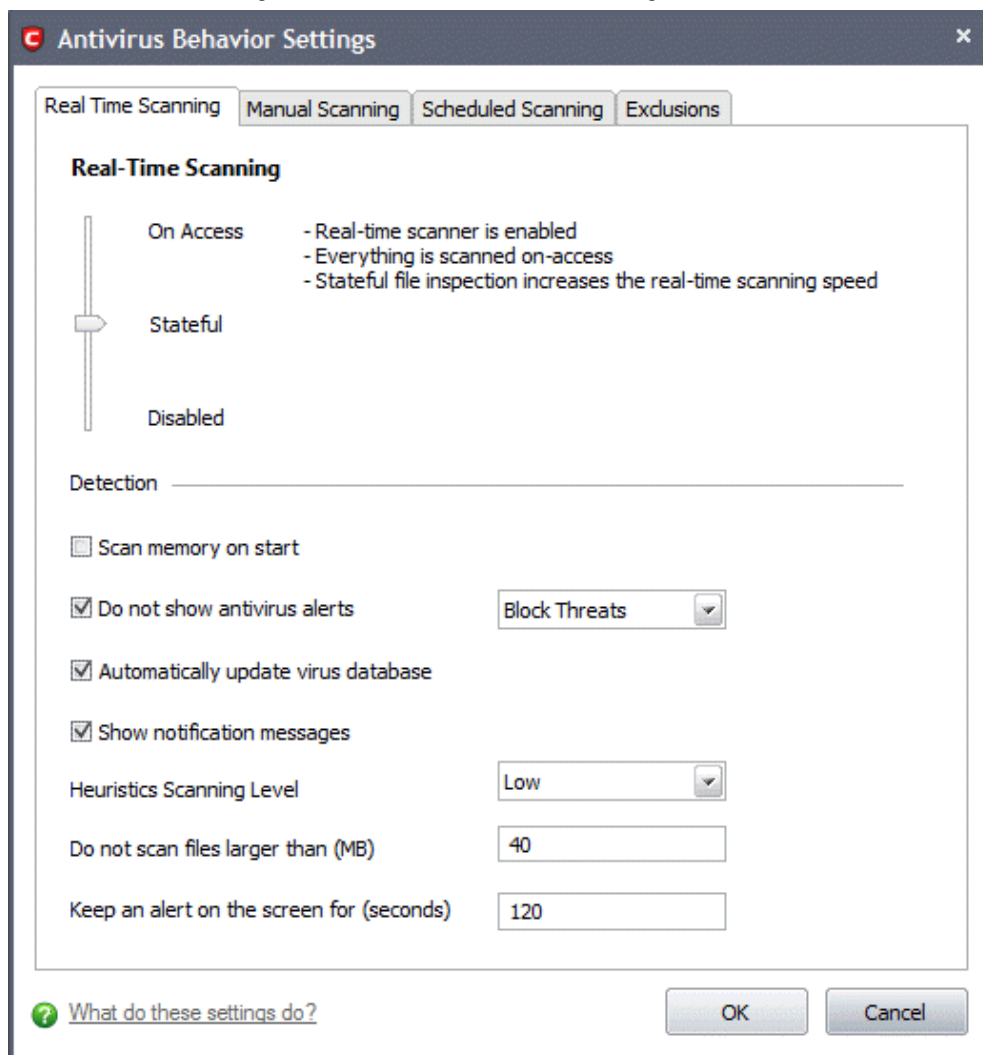 Antivirus Behavior Settings
Real Time Scanning
Manual Scanning
Scheduled Scanning
Exclusions
Real-Time Scanning
On Access
- Real-time scanner is enabled
- Everything is scanned on-access
- Stateful file inspection increases the real-time scanning speed
Stateful
Disabled
Detection
Scan memory on start
Do not show antivirus alerts
Block Threats
Automatically update virus database
Show notification messages
Heuristics Scanning Level
Low
Do not scan files larger than (MB)
40
Keep an alert on the screen for (seconds)
120
What do these settings do?
OK
Cancel